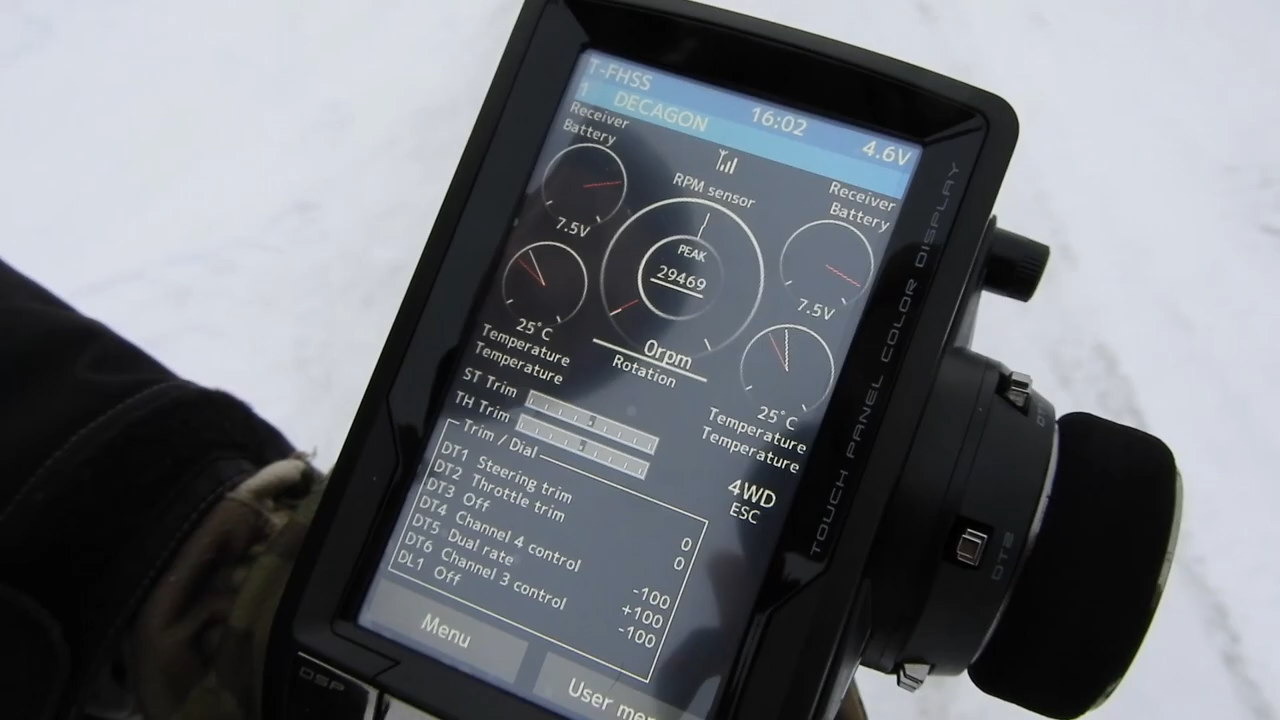 T-FHSS
1 DECAGON
16:02
4.6V
Receiver
Battery
7.5V
RPM sensor
PEAK
29469
0rpm
Rotation
Receiver
Battery
7.5V
25°C
Temperature
Temperature
25°C
Temperature
Temperature
ST Trim
TH Trim
4WD
ESC
Trim / Dial
DT1 Steering trim 0
DT2 Throttle trim 0
DT3 Off
DT4 Channel 4 control -100
DT5 Dual rate +100
DT6 Channel 3 control -100
DL1 Off
Menu
User
DSP
TOUCH PANEL COLOR DISPLAY
DT2